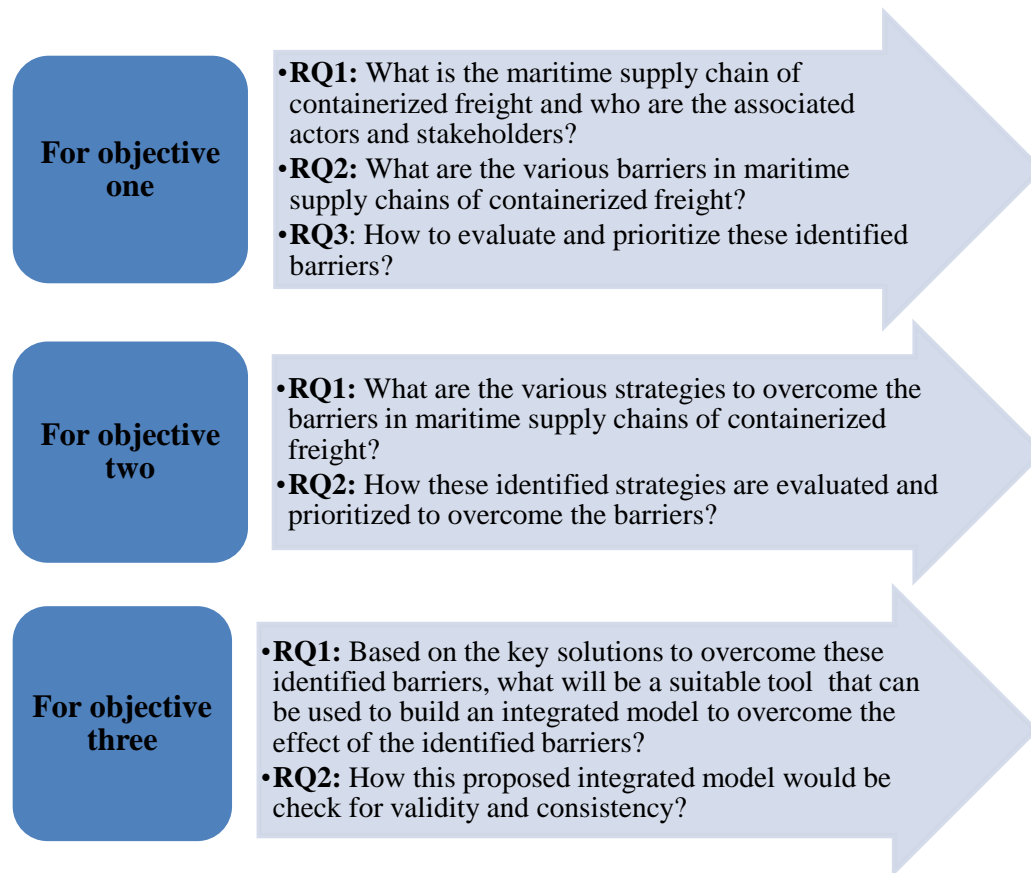 For objective
one
•RQ1: What is the maritime supply chain of
containerized freight and who are the associated
actors and stakeholders?
•RQ2: What are the various barriers in maritime
supply chains of containerized freight?
•RQ3: How to evaluate and prioritize these identified
barriers?
For objective
two
•RQ1: What are the various strategies to overcome the
barriers in maritime supply chains of containerized
freight?
•RQ2: How these identified strategies are evaluated and
prioritized to overcome the barriers?
For objective
three
•RQ1: Based on the key solutions to overcome these
identified barriers, what will be a suitable tool that can
be used to build an integrated model to overcome the
effect of the identified barriers?
•RQ2: How this proposed integrated model would be
check for validity and consistency?